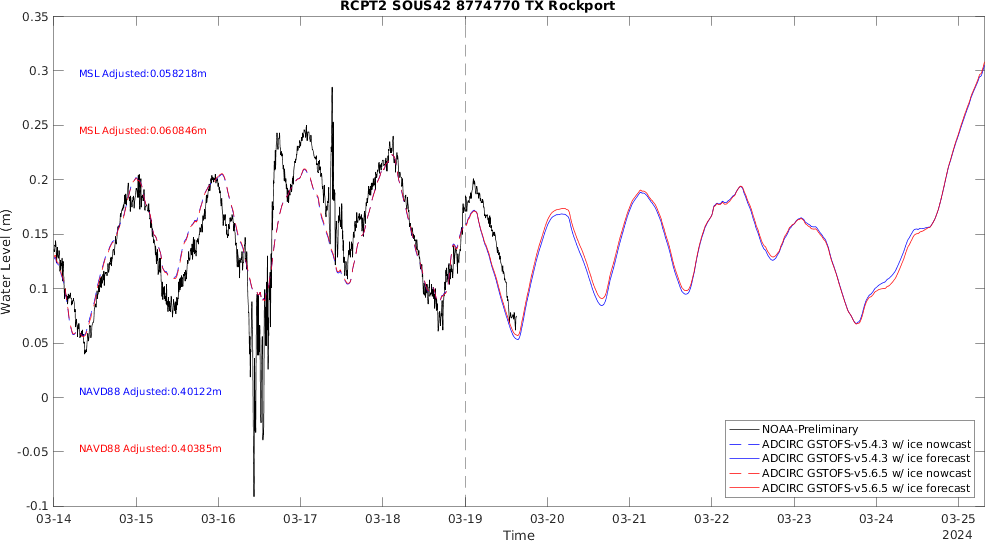 RCPT2 SOUS42 8774770 TX Rockport
0.35
0.3
0.25
0.2
0.15
0.1
0.05
0
-0.05
-0.1
Water Level (m)
MSL Adjusted:0.058218m
MSL Adjusted:0.060846m
NAVD88 Adjusted:0.40122m
NAVD88 Adjusted:0.40385m
NOAA-Preliminary
ADCIRC GSTOFS-v5.4.3 w/ ice nowcast
ADCIRC GSTOFS-v5.4.3 w/ ice forecast
ADCIRC GSTOFS-v5.6.5 w/ ice nowcast
ADCIRC GSTOFS-v5.6.5 w/ ice forecast
03-14 03-15 03-16 03-17 03-18 03-19 03-20 03-21 03-22 03-23 03-24 03-25
Time
2024